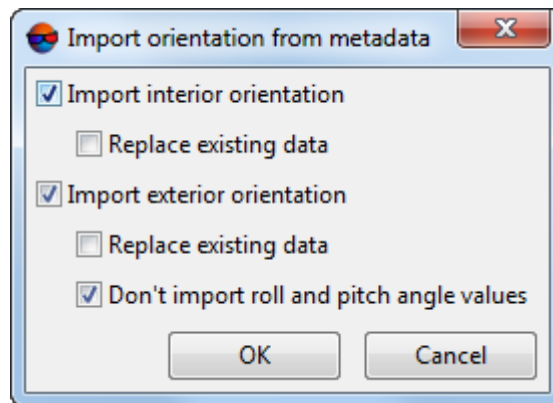 Import orientation from metadata
Import interior orientation
Replace existing data
Import exterior orientation
Replace existing data
Don't import roll and pitch angle values
OK Cancel